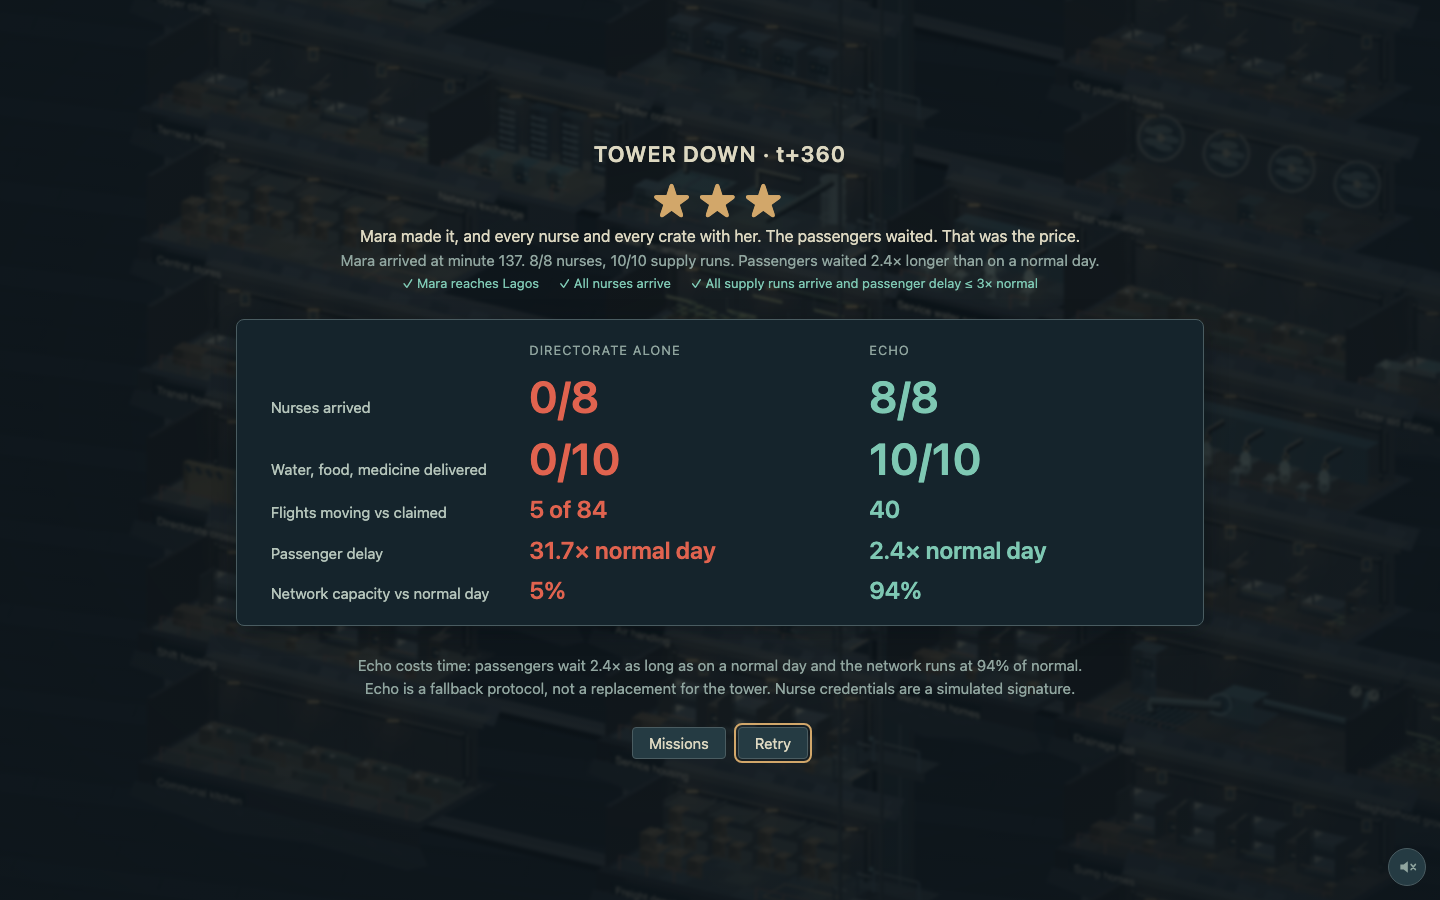 TOWER DOWN · t+360
Mara made it, and every nurse and every crate with her. The passengers waited. That was the price.
Mara arrived at minute 137. 8/8 nurses, 10/10 supply runs. Passengers waited 2.4× longer than on a normal day.
✓ Mara reaches Lagos ✓ All nurses arrive ✓ All supply runs arrive and passenger delay ≤ 3× normal
DIRECTORATE ALONE ECHO
Nurses arrived 0/8 8/8
Water, food, medicine delivered 0/10 10/10
Flights moving vs claimed 5 of 84 40
Passenger delay 31.7× normal day 2.4× normal day
Network capacity vs normal day 5% 94%
Echo costs time: passengers wait 2.4× as long as on a normal day and the network runs at 94% of normal.
Echo is a fallback protocol, not a replacement for the tower. Nurse credentials are a simulated signature.
Missions Retry